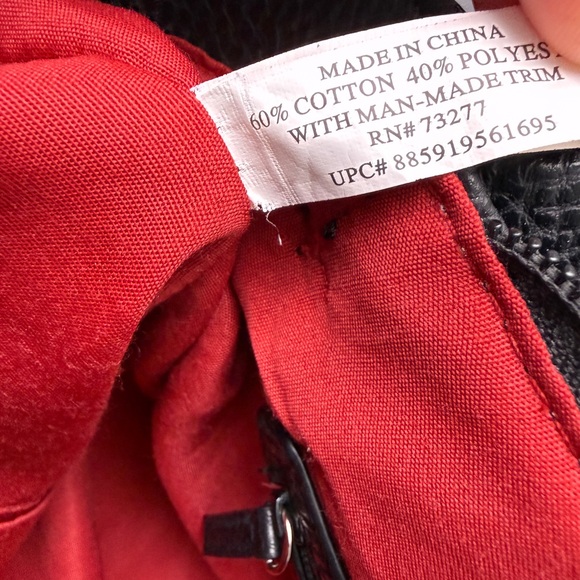 MADE IN CHINA
60% COTTON 40% POLYES
WITH MAN-MADE TRIM
RN# 73277
UPC# 885919561695